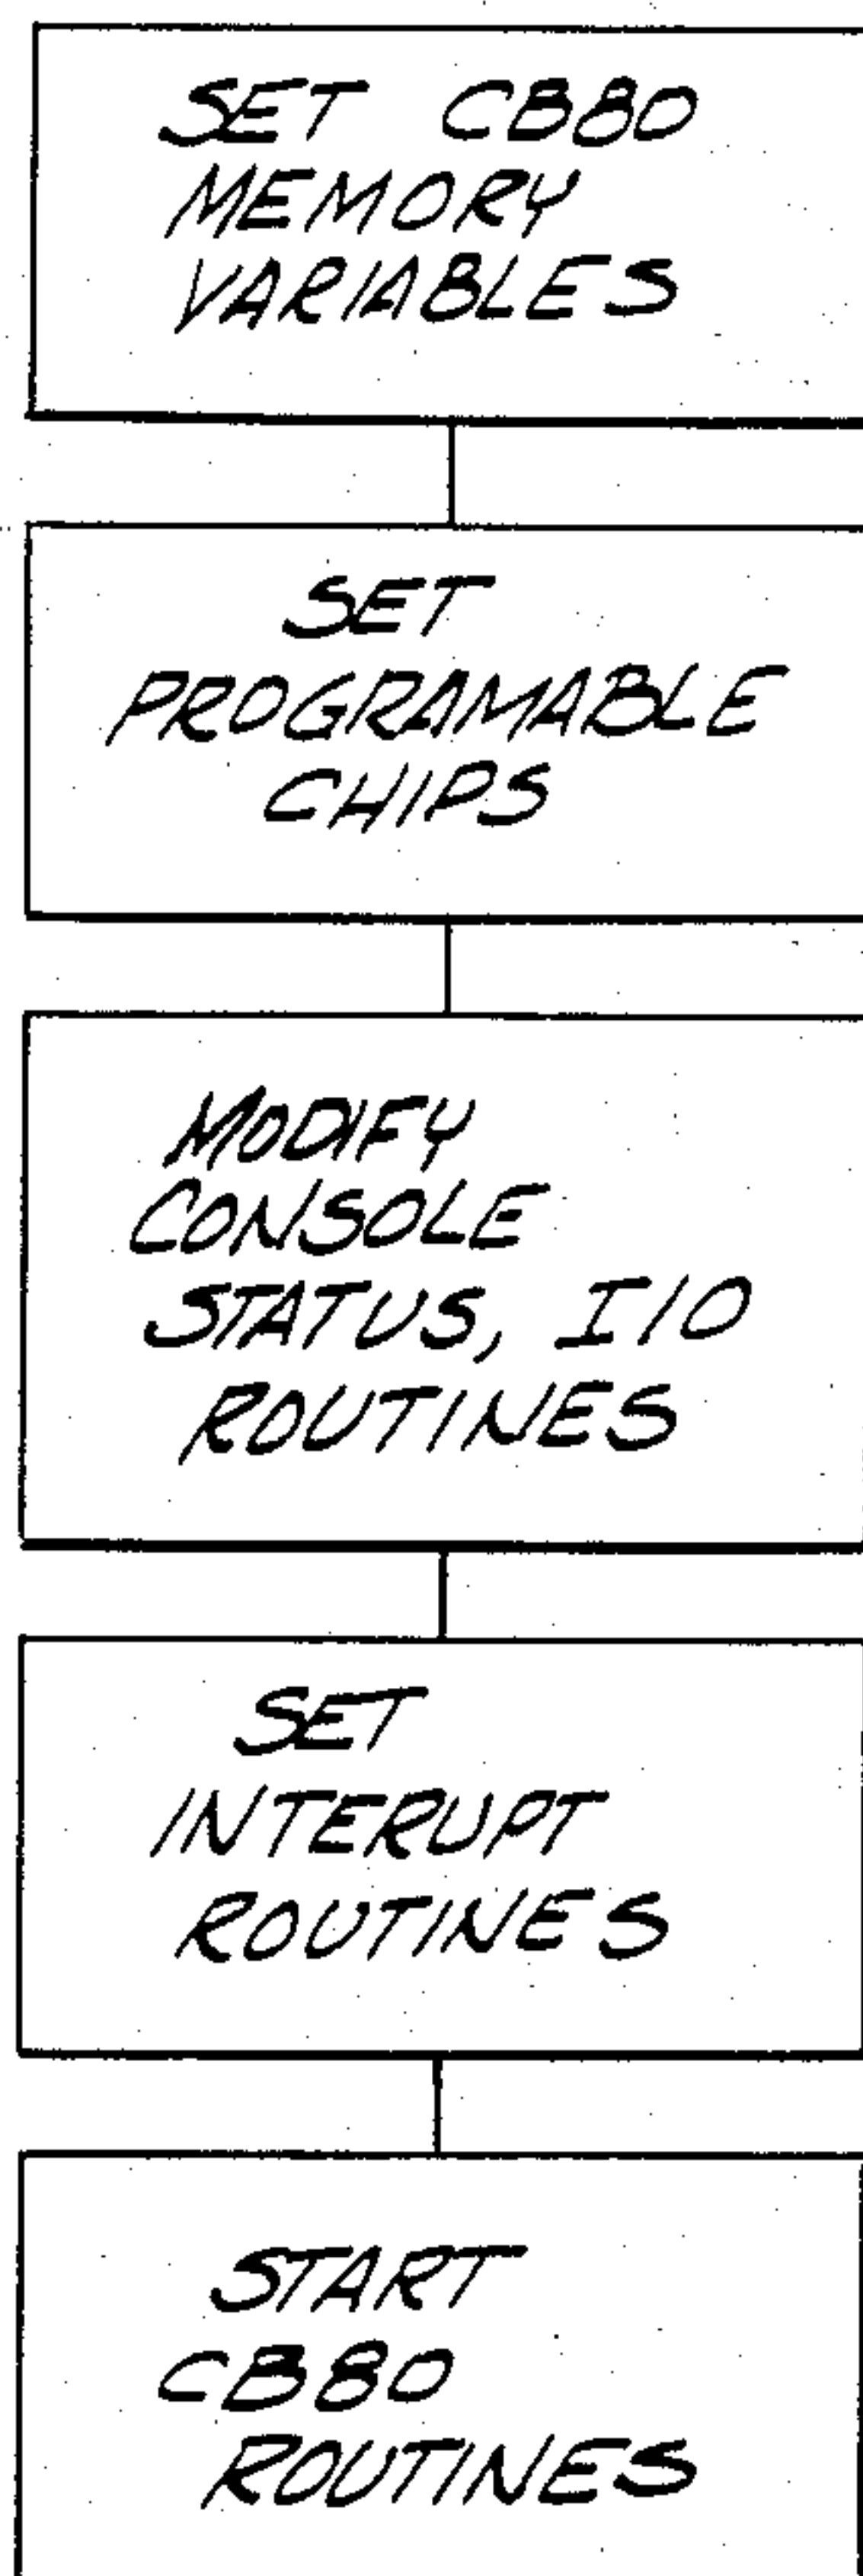 SET CB80
MEMORY
VARIABLES
SET
PROGRAMABLE
CHIPS
MODIFY
CONSOLE
STATUS, I/O
ROUTINES
SET
INTERUPT
ROUTINES
START
CB80
ROUTINES